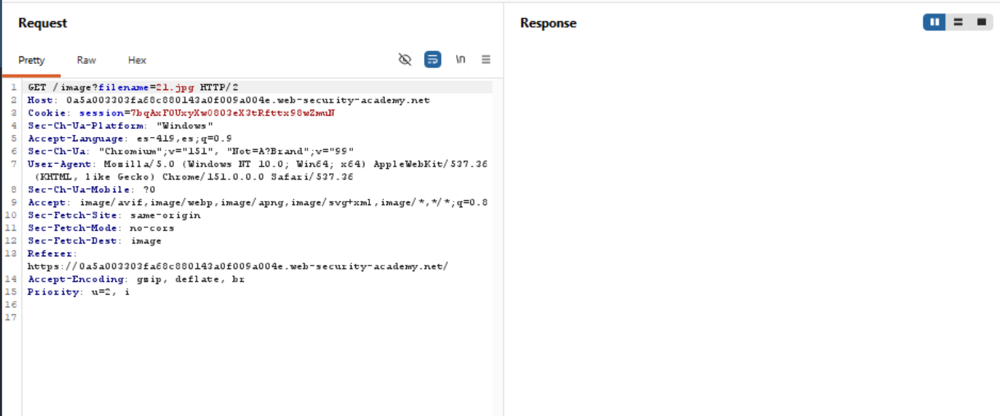 Request
Response
Pretty Raw Hex
\n
1 GET /image?filename=21.jpg HTTP/2
2 Host: 0a5a003303fa68c880143a0f009a004e.web-security-academy.net
3 Cookie: session=7bqAxF0UxyXw0803eX3tRfttx98wZmuN
4 Sec-Ch-Ua-Platform: "Windows"
5 Accept-Language: es-419,es;q=0.9
6 Sec-Ch-Ua: "Chromium";v="151", "Not=A?Brand";v="99"
7 User-Agent: Mozilla/5.0 (Windows NT 10.0; Win64; x64) AppleWebKit/537.36
(KHTML, like Gecko) Chrome/151.0.0.0 Safari/537.36
8 Sec-Ch-Ua-Mobile: ?0
9 Accept: image/avif,image/webp,image/apng,image/svg+xml,image/*,*/*;q=0.8
10 Sec-Fetch-Site: same-origin
11 Sec-Fetch-Mode: no-cors
12 Sec-Fetch-Dest: image
13 Referer:
https://0a5a003303fa68c880143a0f009a004e.web-security-academy.net/
14 Accept-Encoding: gzip, deflate, br
15 Priority: u=2, i
16
17